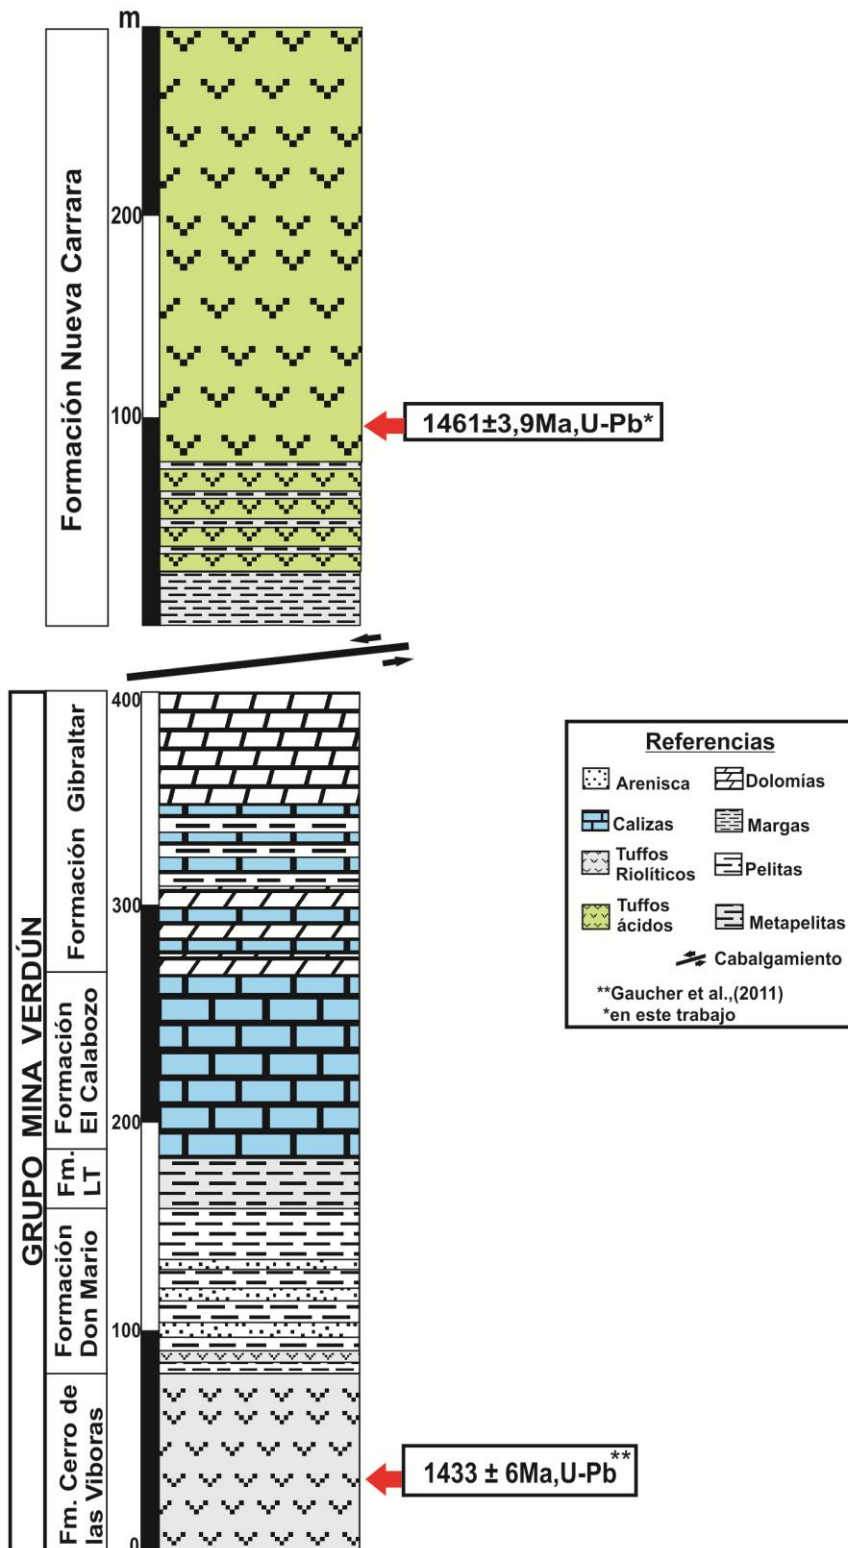 m
200
100
Formación Nueva Carrara
1461±3,9Ma,U-Pb*
400
300
200
100
0
GRUPO MINA VERDÚN
Formación Gibraltar
Formación
El Calabozo
Fm.
LT
Formación
Don Mario
Fm. Cerro de
las Viboras
1433 ± 6Ma,U-Pb**
Referencias
Arenisca
Dolomías
Calizas
Margas
Tuffos
Riolíticos
Pelitas
Tuffos
ácidos
Metapelitas
Cabalgamiento
**Gaucher et al.,(2011)
*en este trabajo